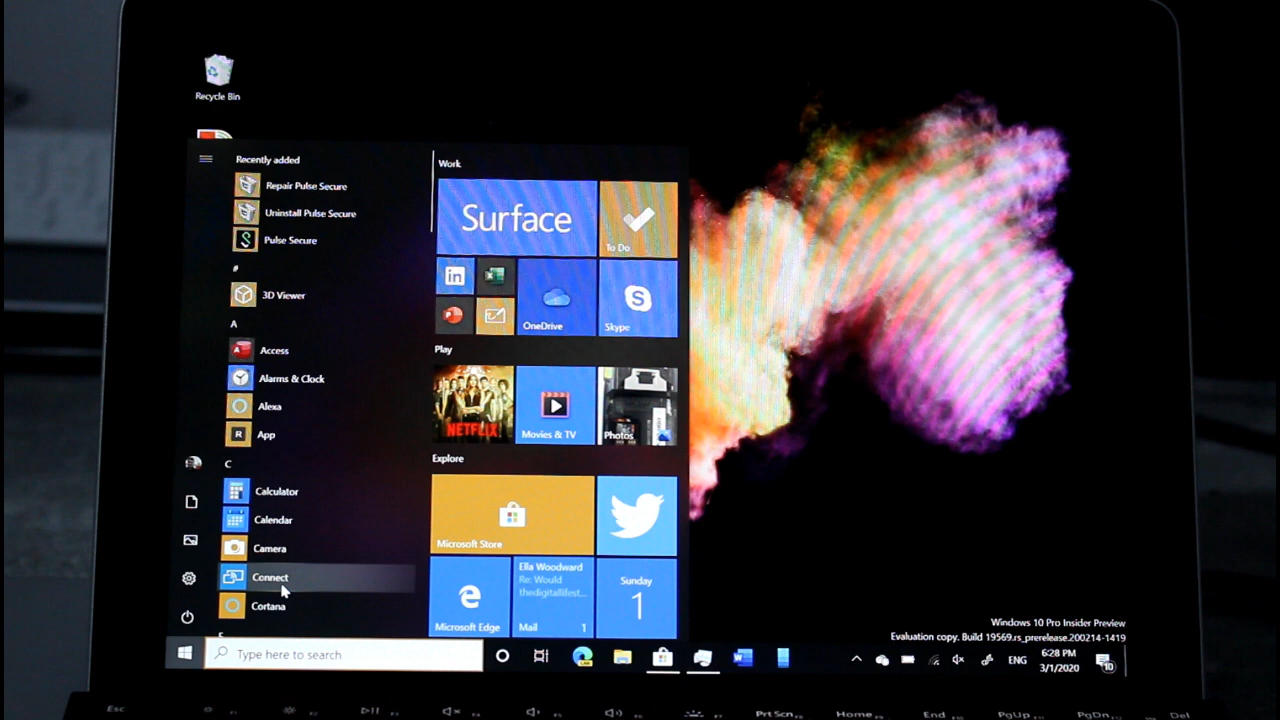 Recycle Bin
Recently added
Repair Pulse Secure
Uninstall Pulse Secure
Pulse Secure
#
3D Viewer
A
Access
Alarms & Clock
Alexa
App
C
Calculator
Calendar
Camera
Connect
Cortana
Work
Surface
To Do
in
OneDrive
Skype
Play
NETFLIX
Movies & TV
Photos
Explore
Microsoft Store
Microsoft Edge
Ella Woodward
Re: Would
thedigitallifest...
Mail 1
Sunday
1
Windows 10 Pro Insider Preview
Evaluation copy. Build 19569.rs_prerelease.200214-1419
Type here to search
ENG
6:28 PM
3/1/2020
10
Esc
Prt Scn
Home
End
PgUp
PgDn
Del